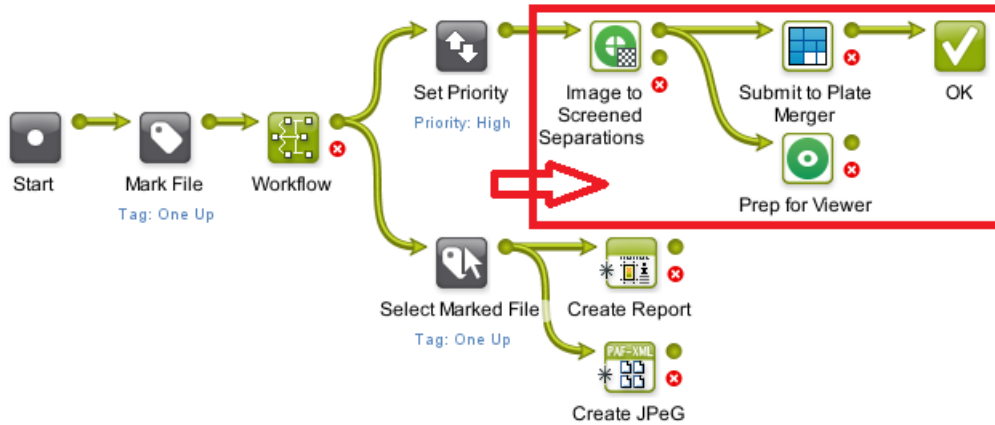 Set Priority
Priority: High
Image to
Screened
Separations
Submit to Plate
Merger
OK
Prep for Viewer
Start
Mark File
Tag: One Up
Workflow
Select Marked File
Tag: One Up
Create Report
PAF-XML
Create JPeG